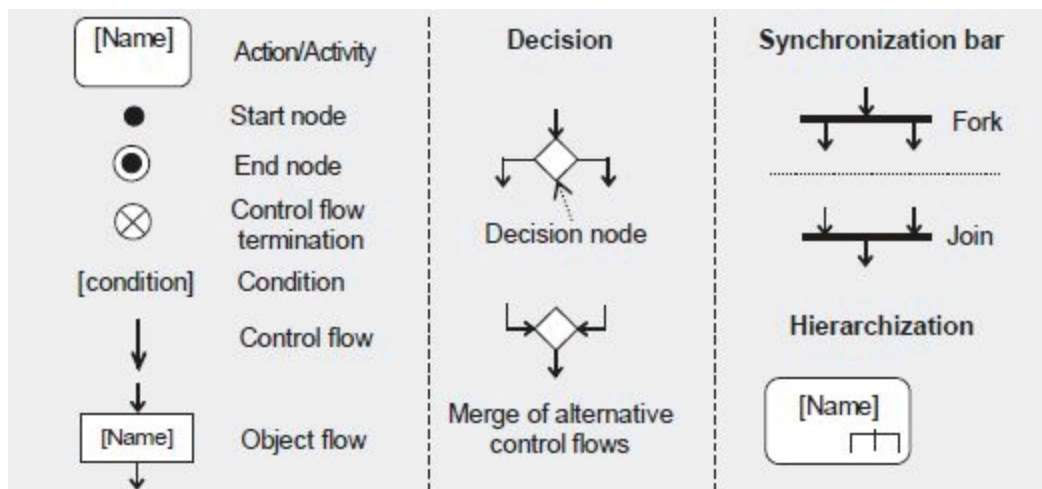 [Name]
Action/Activity
Start node
End node
Control flow
termination
[condition] Condition
Control flow
[Name]
Object flow
Decision
Decision node
Merge of alternative
control flows
Synchronization bar
Fork
Join
Hierarchization
[Name]